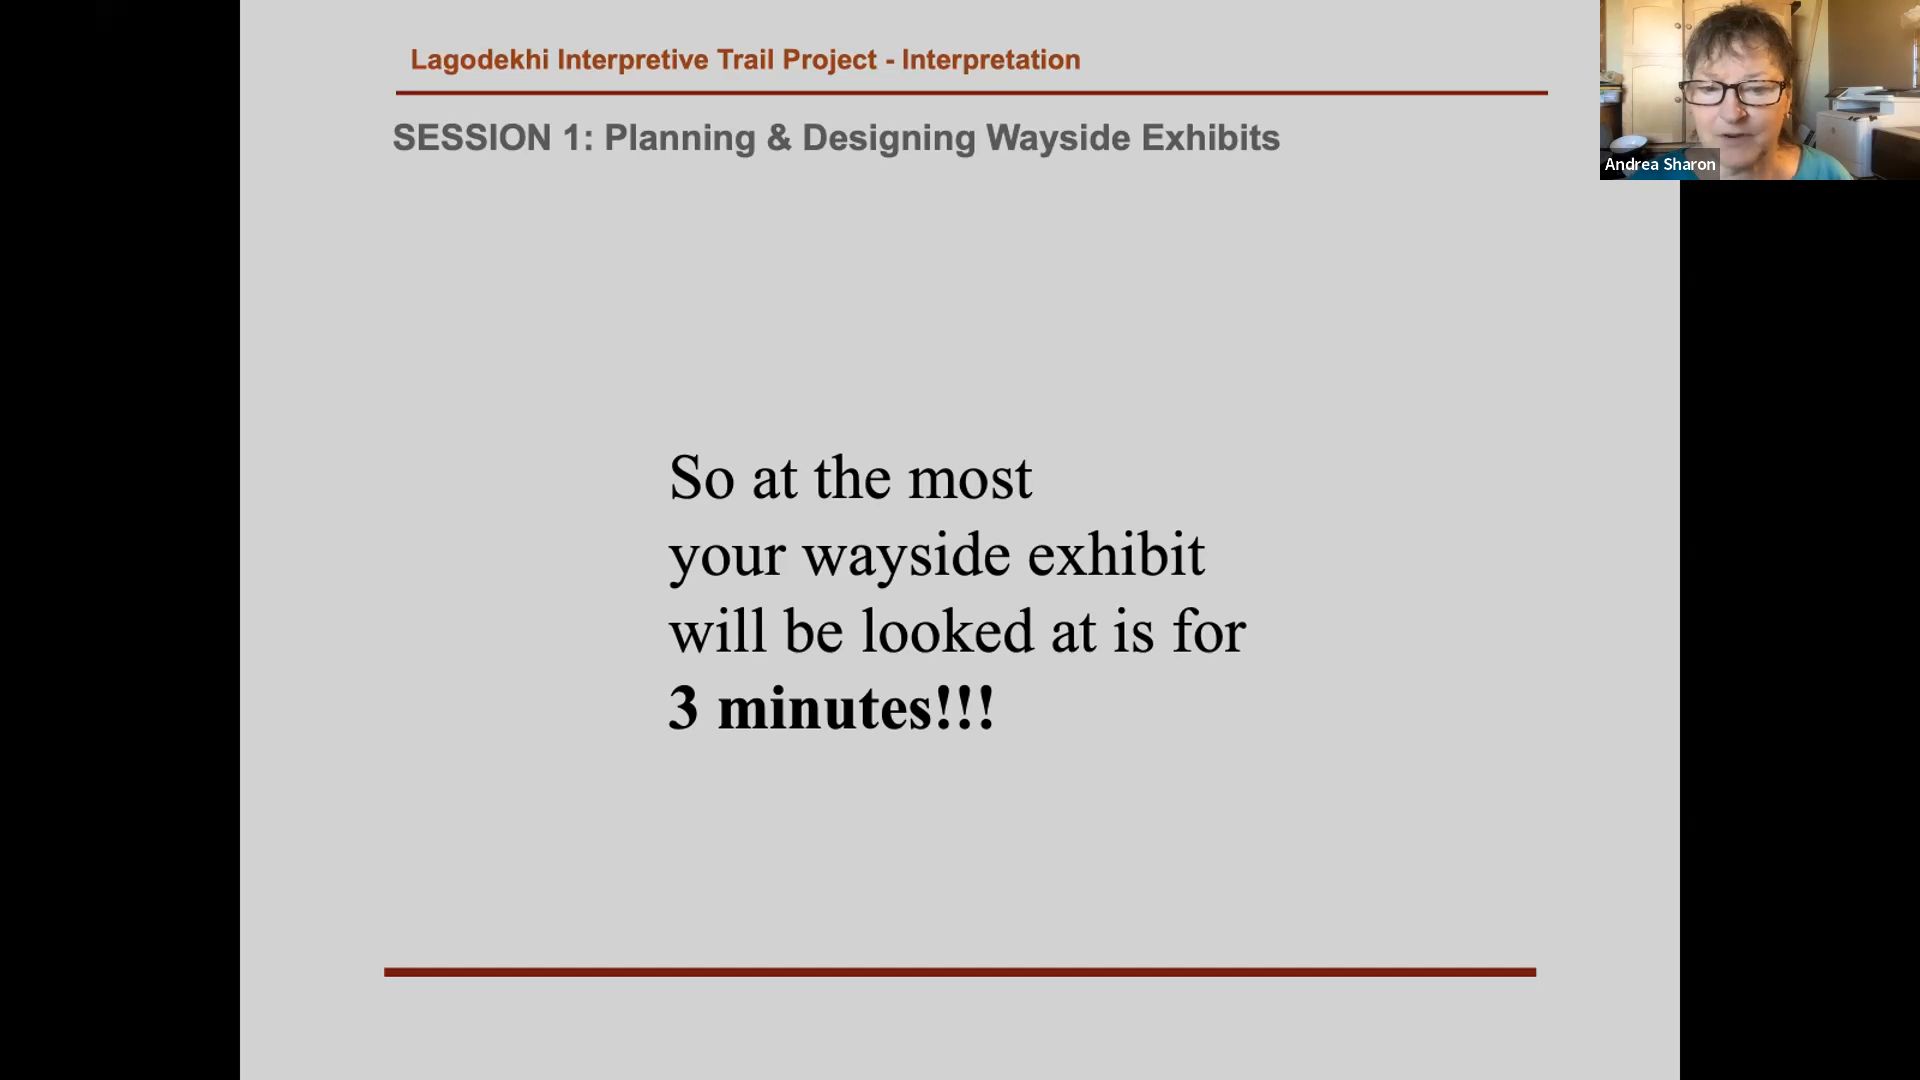 Lagodekhi Interpretive Trail Project - Interpretation
SESSION 1: Planning & Designing Wayside Exhibits
So at the most
your wayside exhibit
will be looked at is for
3 minutes!!!
Andrea Sharon